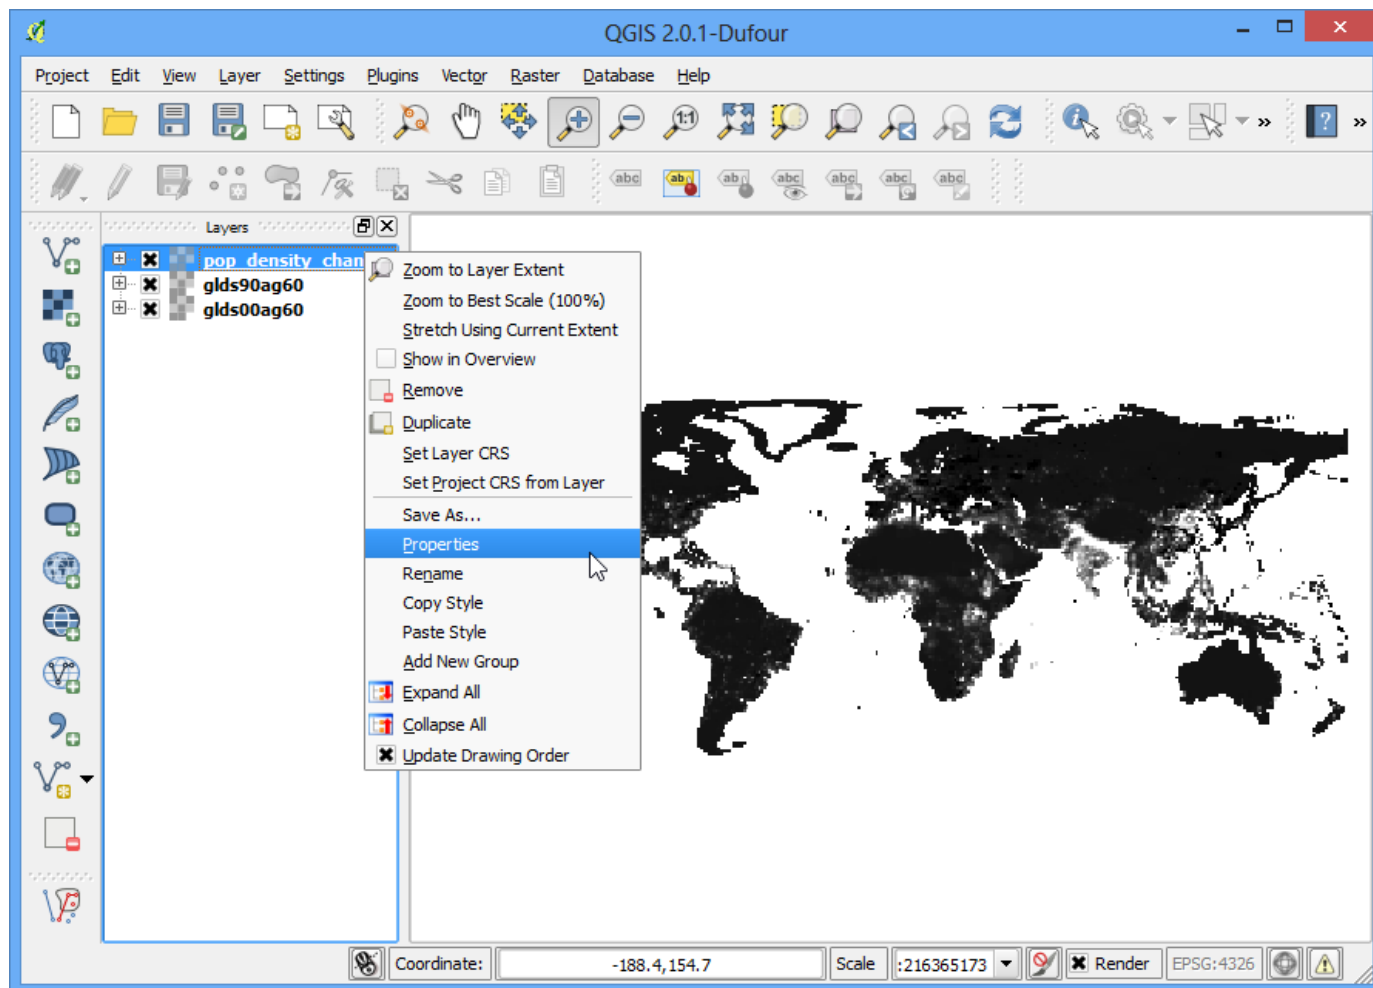 QGIS 2.0.1-Dufour
Project Edit View Layer Settings Plugins Vector Raster Database Help
1:1
abc ab ab abc abc abc abc
Layers
pop_density_chan
glds90ag60
glds00ag60
Zoom to Layer Extent
Zoom to Best Scale (100%)
Stretch Using Current Extent
Show in Overview
Remove
Duplicate
Set Layer CRS
Set Project CRS from Layer
Save As...
Properties
Rename
Copy Style
Paste Style
Add New Group
Expand All
Collapse All
Update Drawing Order
Coordinate: -188.4,154.7 Scale :216365173 Render EPSG:4326